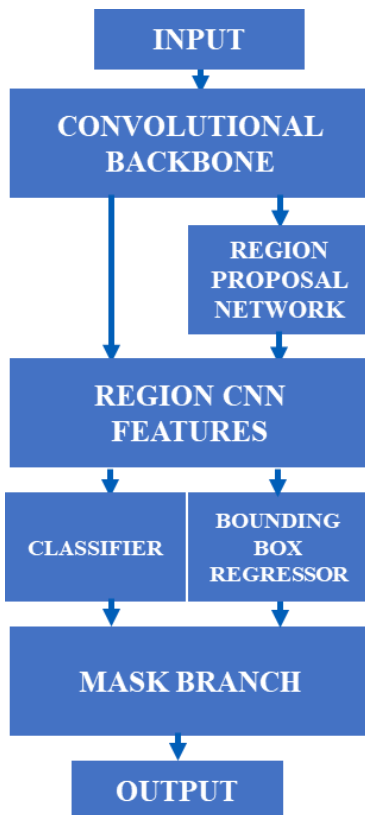 INPUT
CONVOLUTIONAL
BACKBONE
REGION
PROPOSAL
NETWORK
REGION CNN
FEATURES
CLASSIFIER
BOUNDING
BOX
REGRESSOR
MASK BRANCH
OUTPUT